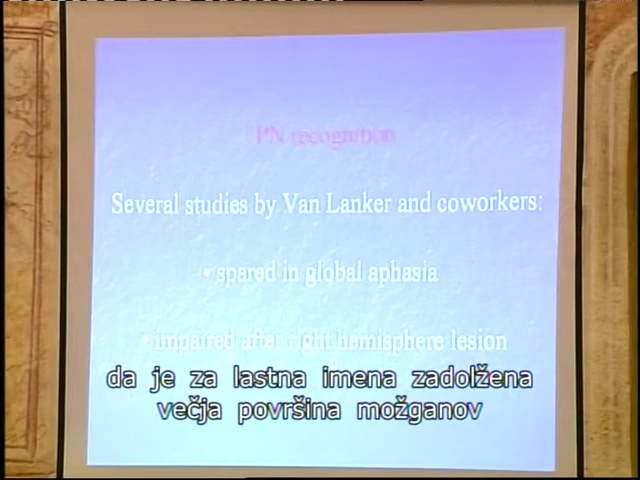 PN recognition
Several studies by Van Lanker and coworkers:
• spared in global aphasia
• impaired after right hemisphere lesion
da je za lastna imena zadolžena
večja površina možganov